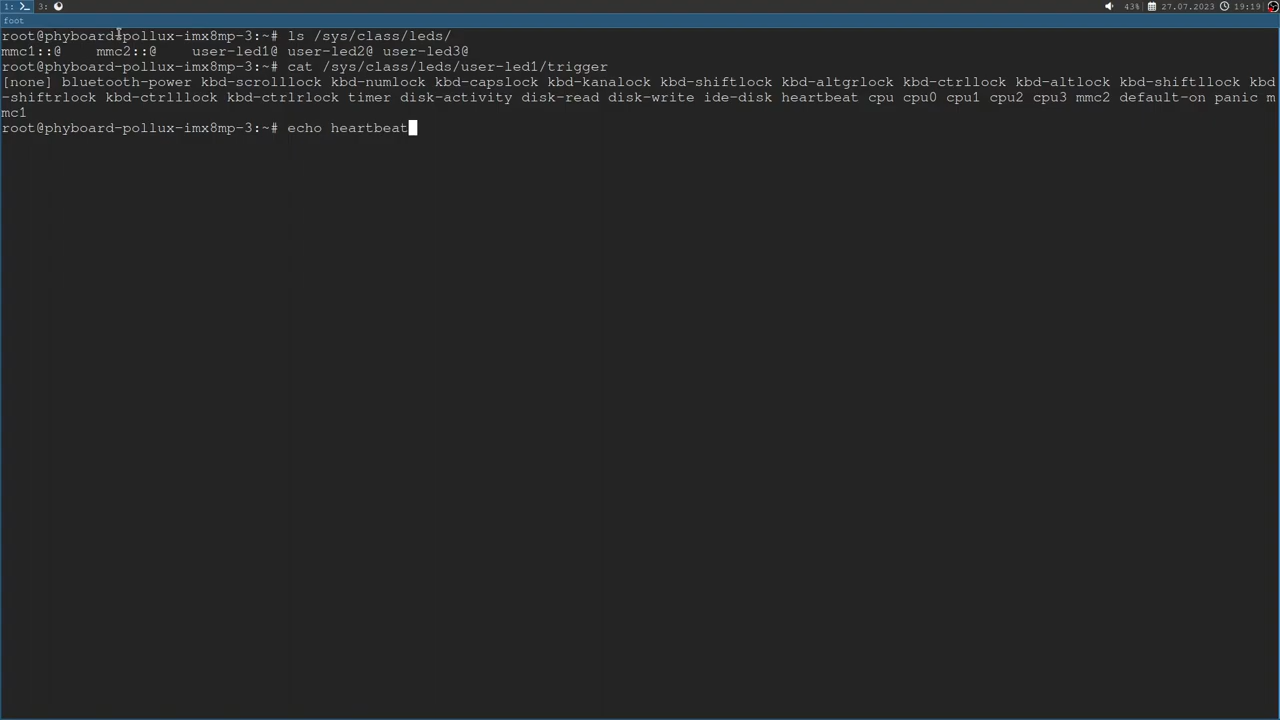 1: 3: 43% 27.07.2023 19:19
foot
root@phyboard-pollux-imx8mp-3:~# ls /sys/class/leds/
mmc1::@ mmc2::@ user-led1@ user-led2@ user-led3@
root@phyboard-pollux-imx8mp-3:~# cat /sys/class/leds/user-led1/trigger
[none] bluetooth-power kbd-scrolllock kbd-numlock kbd-capslock kbd-kanalock kbd-shiftlock kbd-altgrlock kbd-ctrllock kbd-altlock kbd-shiftllock kbd
-shiftrlock kbd-ctrlllock kbd-ctrlrlock timer disk-activity disk-read disk-write ide-disk heartbeat cpu cpu0 cpu1 cpu2 cpu3 mmc2 default-on panic m
mc1
root@phyboard-pollux-imx8mp-3:~# echo heartbeat